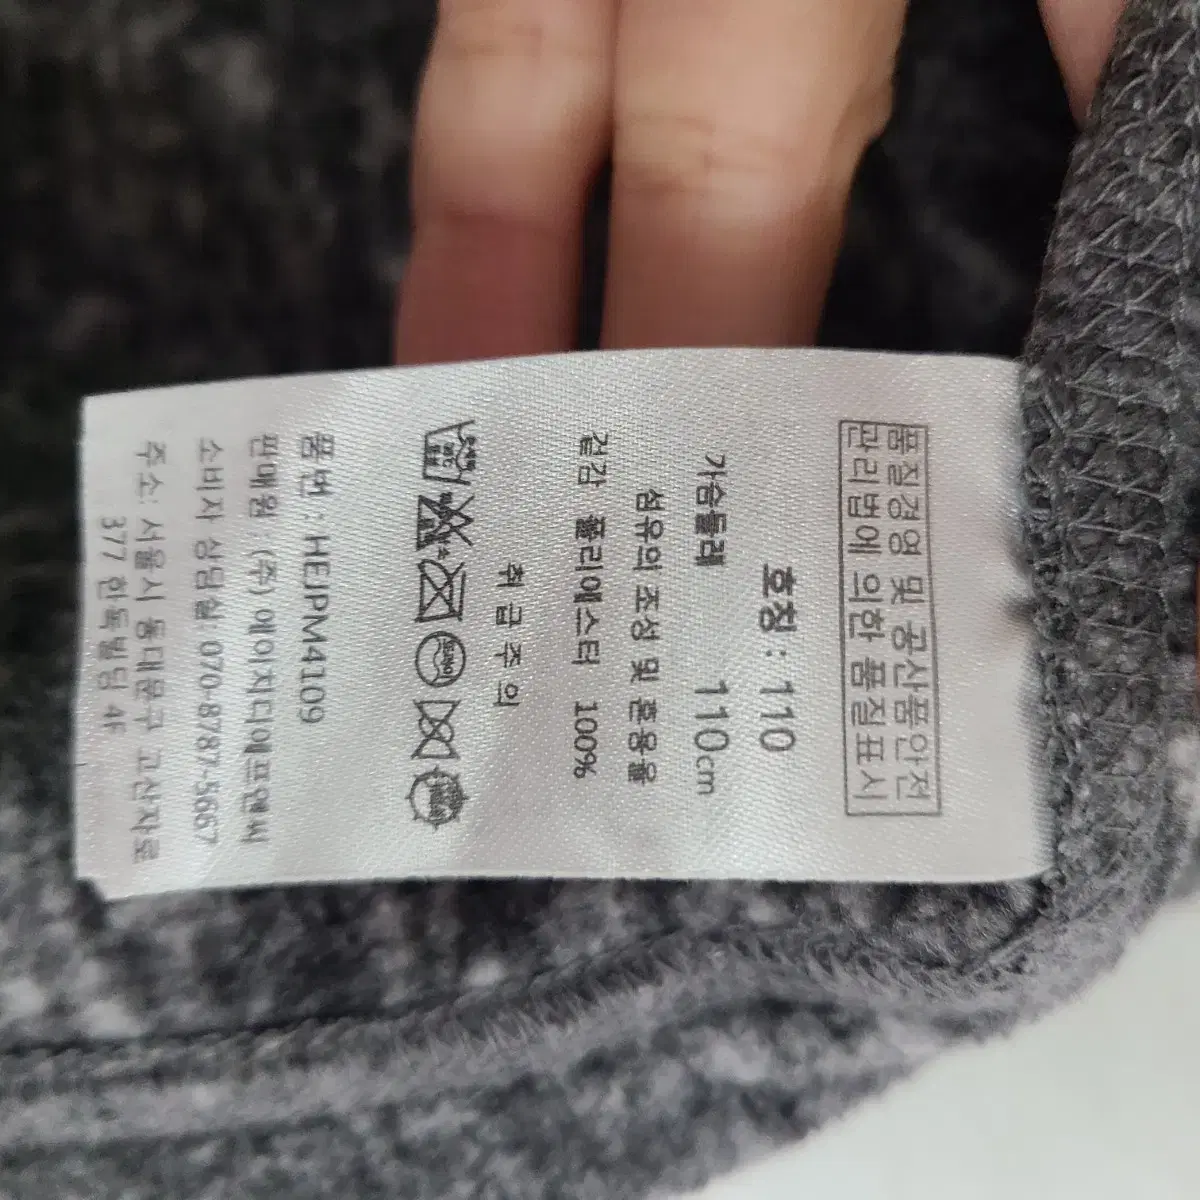 품질경영 및 공산품안전
관리법에 의한 품질표시
호칭 : 110
가슴둘레 110cm
섬유의 조성 및 혼용율
겉감 폴리에스터 100%
취급주의
품번 : HEJPM4109
판매원 : (주) 에이치디에프앤씨
소비자 상담실 070-8787-5667
주소: 서울시 동대문구 고산자로
377 한독빌딩 4F